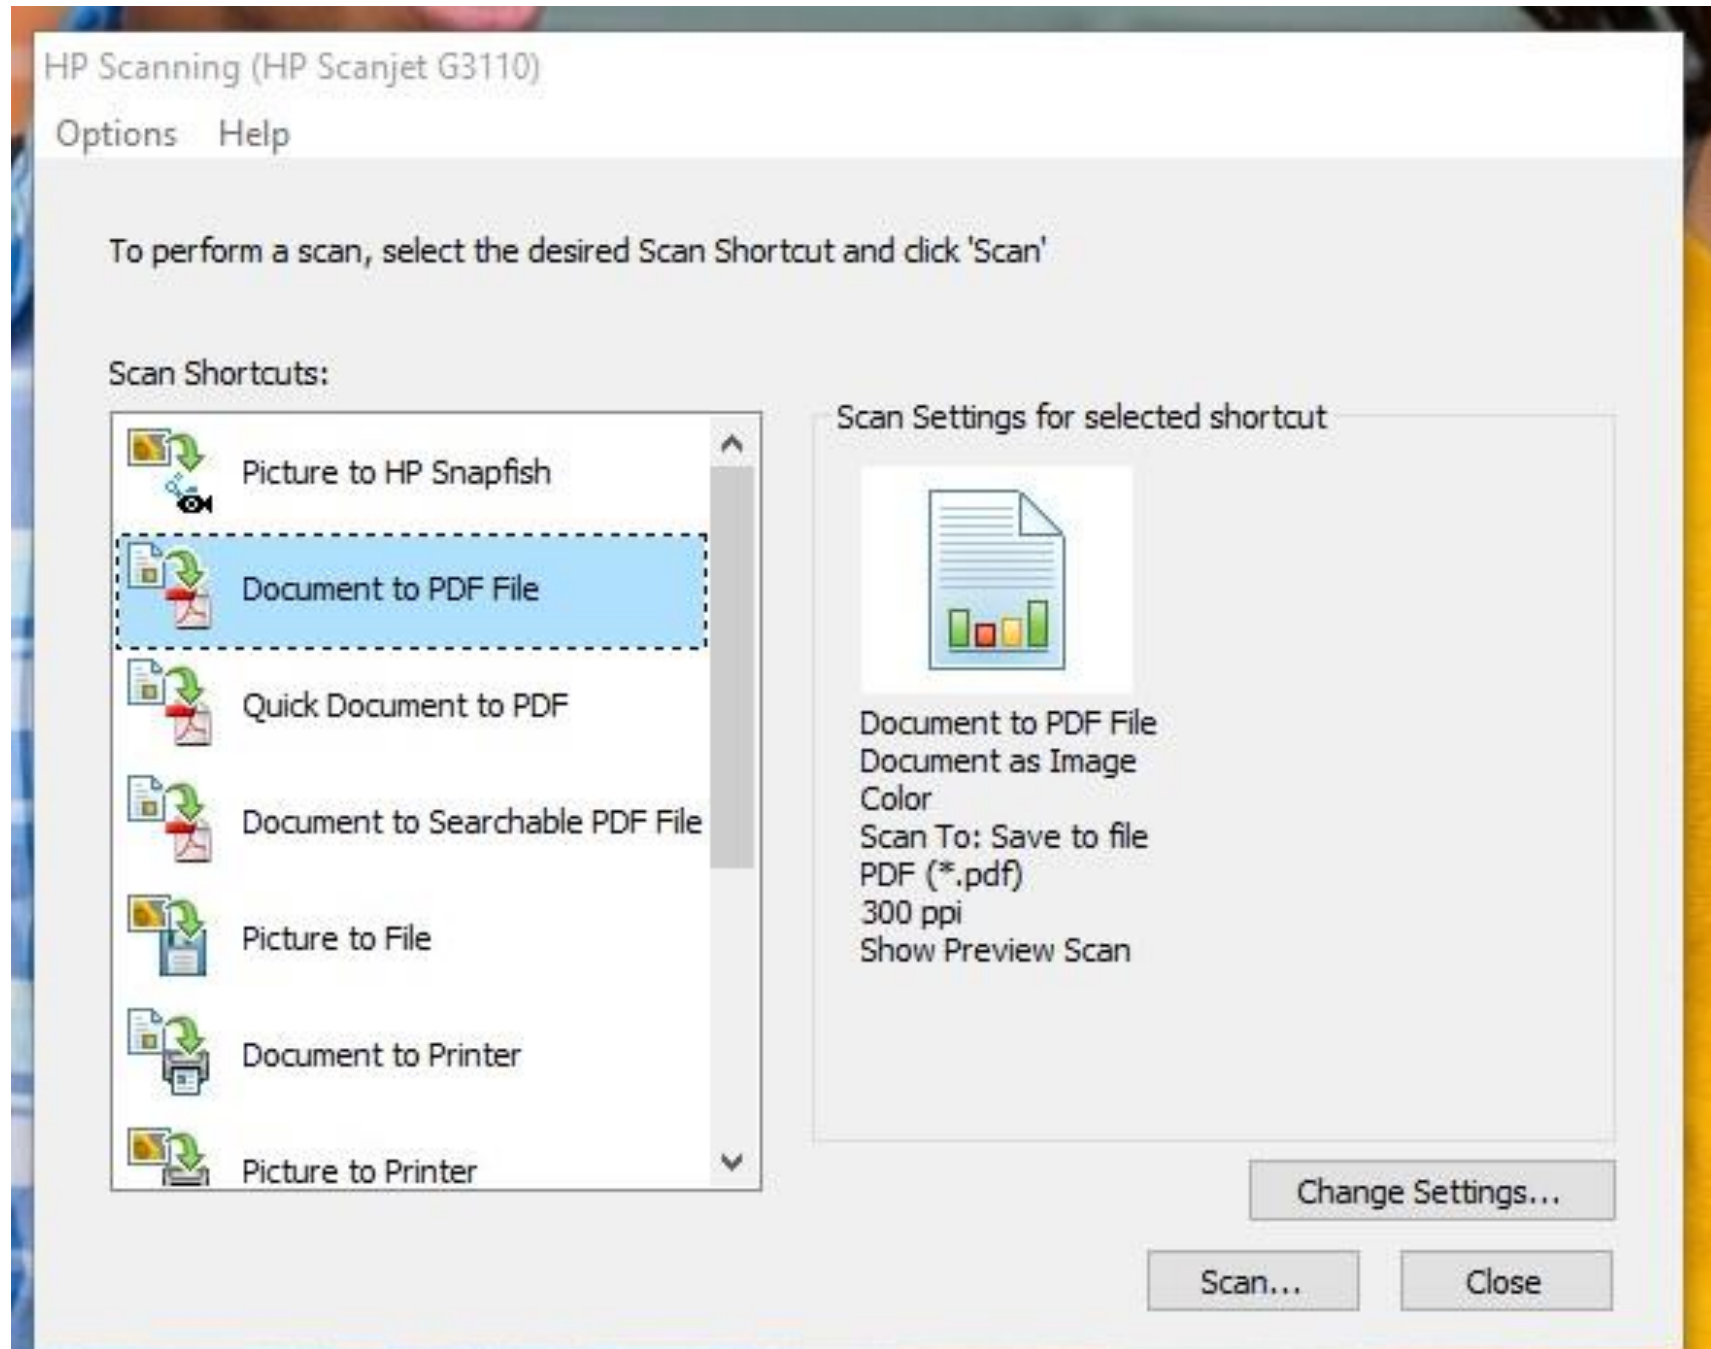 HP Scanning (HP Scanjet G3110)
Options Help
To perform a scan, select the desired Scan Shortcut and click 'Scan'
Scan Shortcuts:
Picture to HP Snapfish
Document to PDF File
Quick Document to PDF
Document to Searchable PDF File
Picture to File
Document to Printer
Picture to Printer
Scan Settings for selected shortcut
Document to PDF File
Document as Image
Color
Scan To: Save to file
PDF (*.pdf)
300 ppi
Show Preview Scan
Change Settings...
Scan...
Close